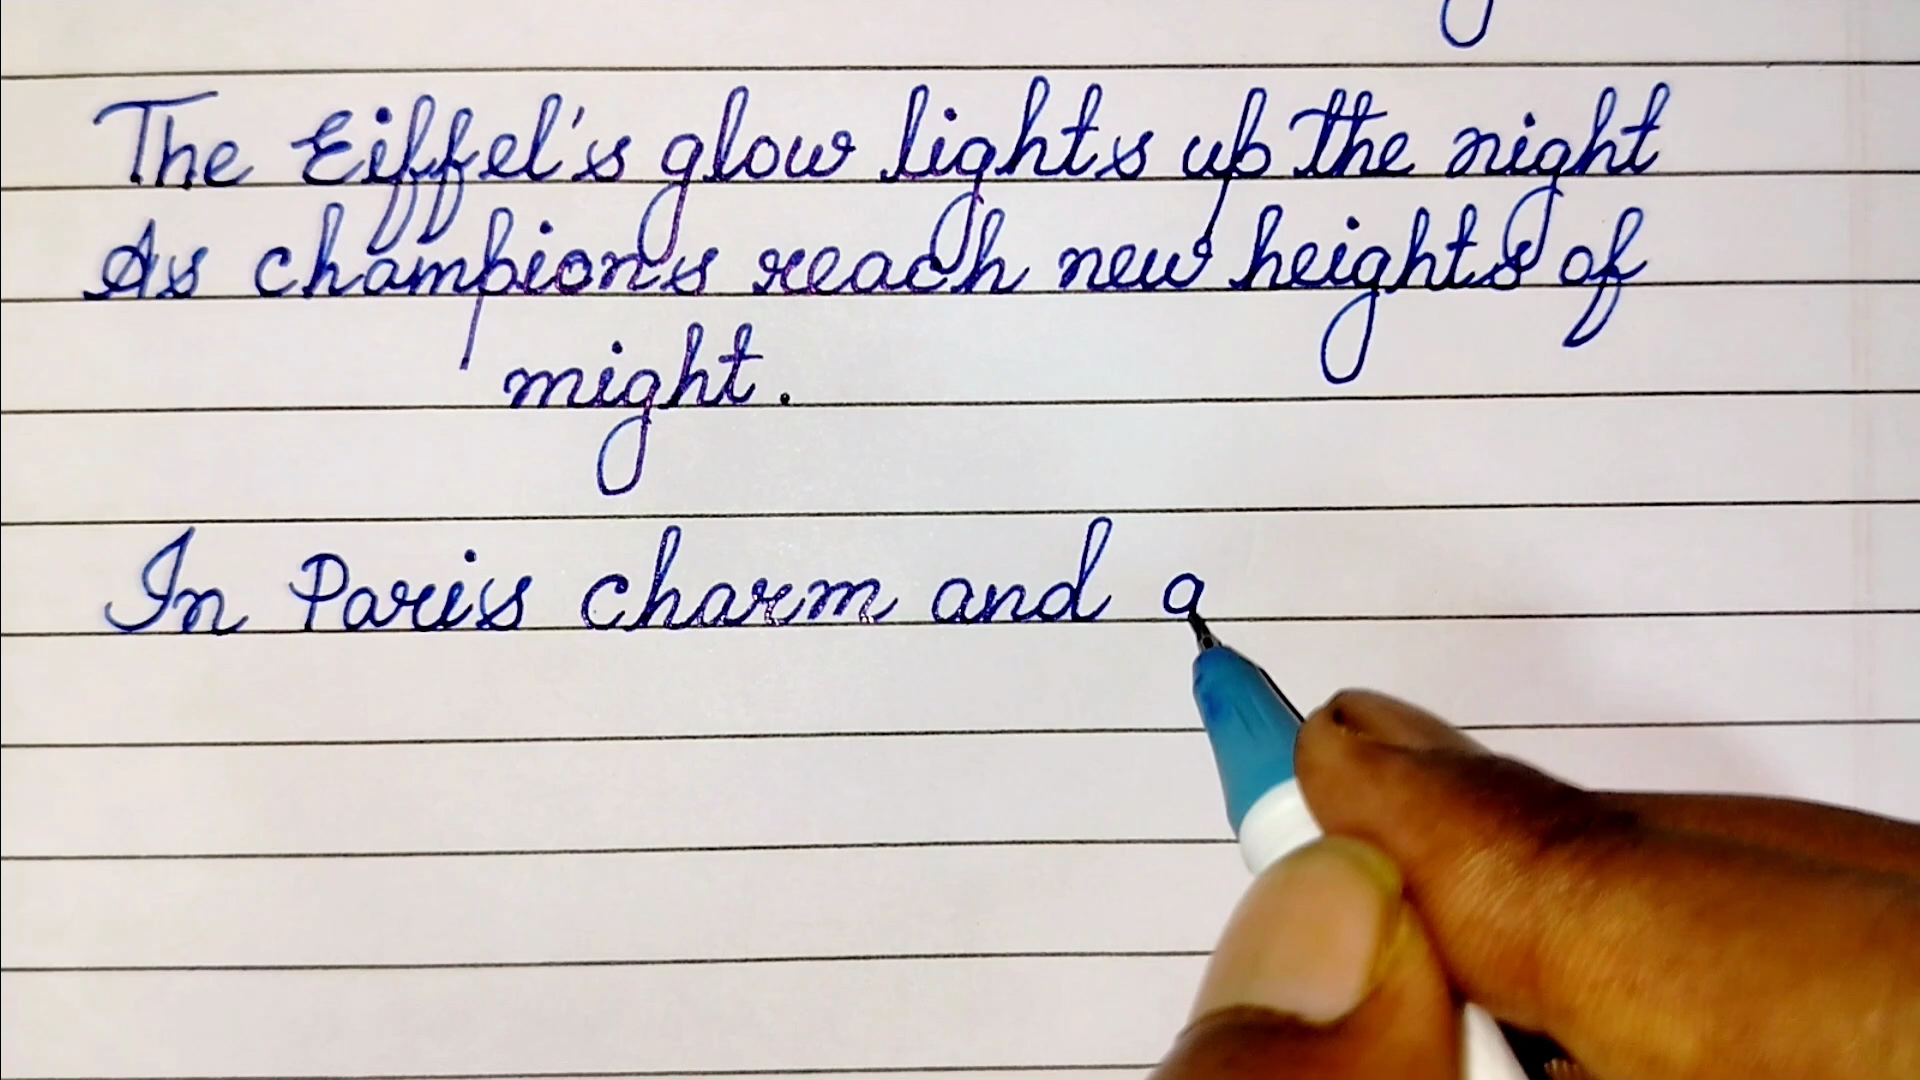 The Eiffel's glow lights up the night
As champions reach new heights of
might.
In Paris charm and